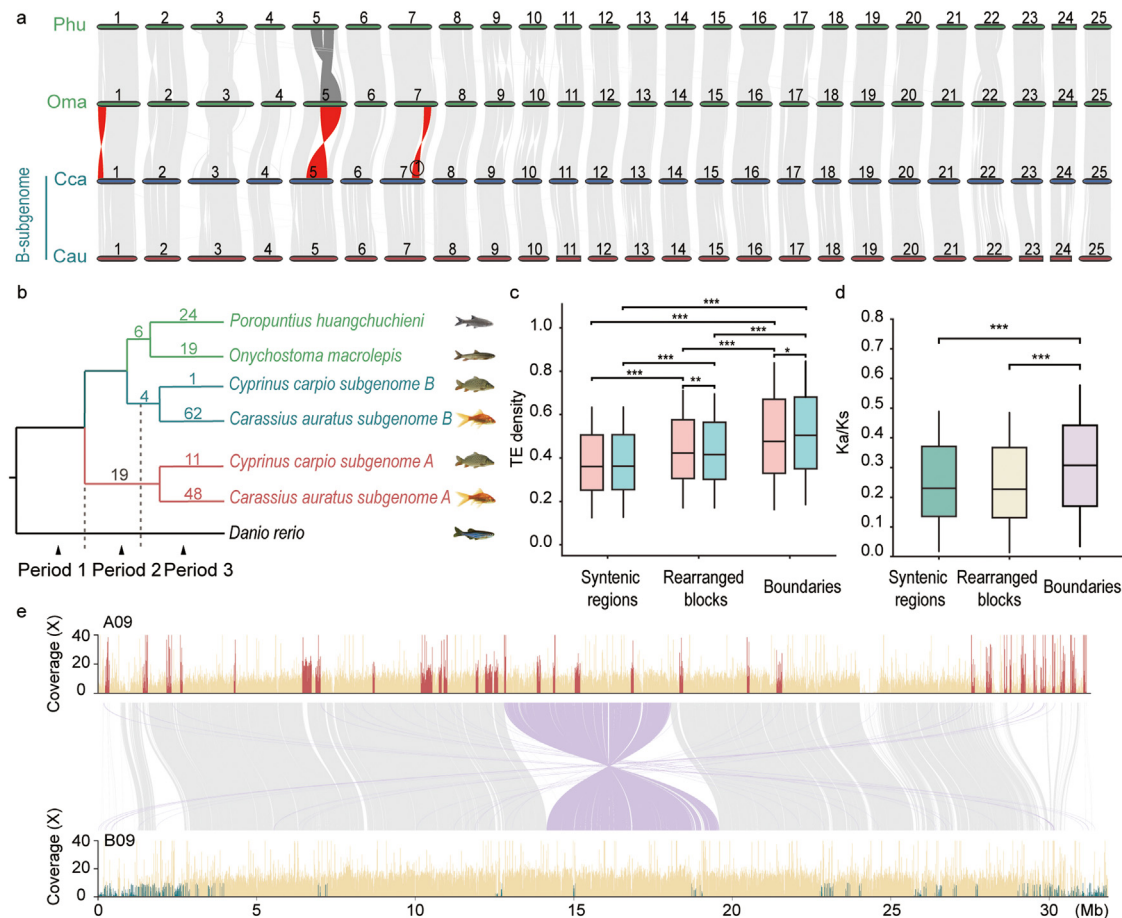 a
Phu
1 2 3 4 5 6 7 8 9 10 11 12 13 14 15 16 17 18 19 20 21 22 23 24 25
Oma
1 2 3 4 5 6 7 8 9 10 11 12 13 14 15 16 17 18 19 20 21 22 23 24 25
B-subgenome
Cca
1 2 3 4 5 6 7 1 8 9 10 11 12 13 14 15 16 17 18 19 20 21 22 23 24 25
Cau
1 2 3 4 5 6 7 8 9 10 11 12 13 14 15 16 17 18 19 20 21 22 23 24 25
b
24 Poropuntius huangchuchieni
6
19 Onychostoma macrolepis
1 Cyprinus carpio subgenome B
4
62 Carassius auratus subgenome B
11 Cyprinus carpio subgenome A
19
48 Carassius auratus subgenome A
Danio rerio
Period 1 Period 2 Period 3
c
TE density
1.0
0.8
0.6
0.4
0.2
0.0
***
***
***
***
*
***
***
**
Syntenic regions
Rearranged blocks
Boundaries
d
Ka/Ks
0.8
0.7
0.6
0.5
0.4
0.3
0.2
0.1
0.0
***
***
Syntenic regions
Rearranged blocks
Boundaries
e
A09
Coverage (X)
40
20
0
B09
Coverage (X)
40
20
0
0 5 10 15 20 25 30 (Mb)